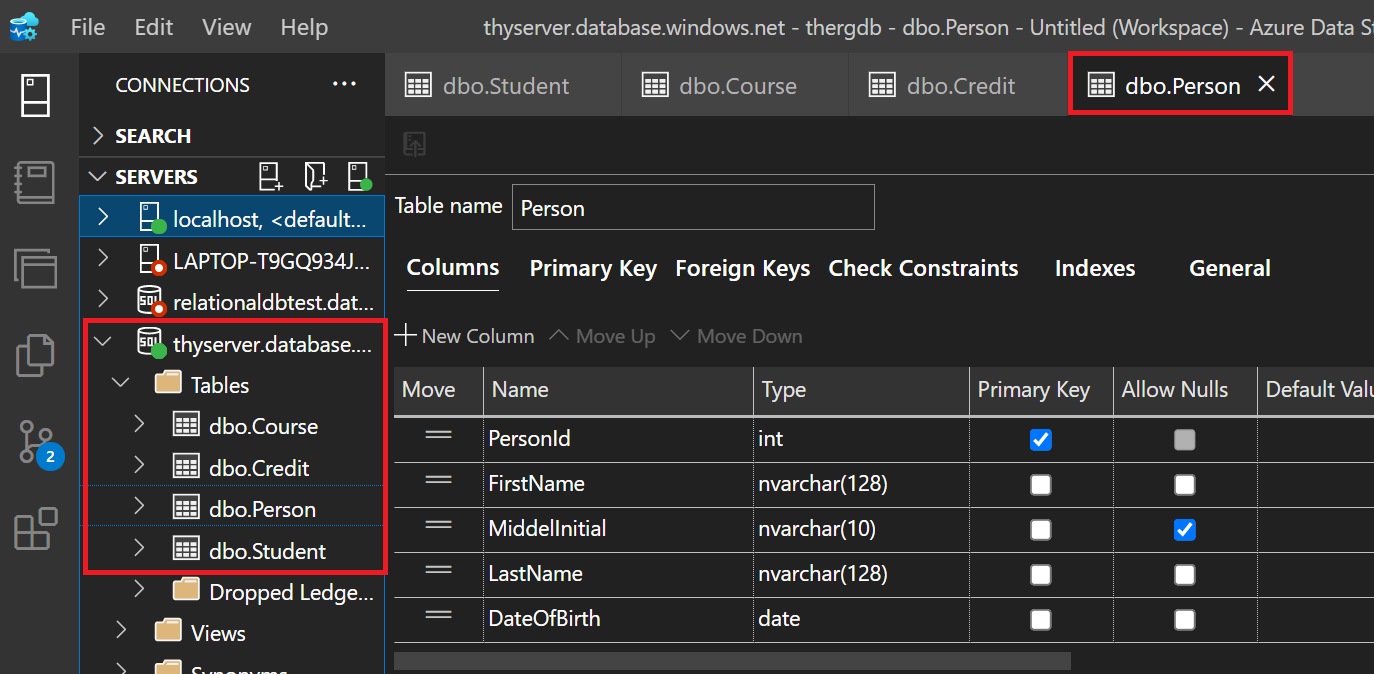 File Edit View Help thyserver.database.windows.net - thergdb - dbo.Person - Untitled (Workspace) - Azure Data St
CONNECTIONS ...
SEARCH
SERVERS
localhost, <default...
LAPTOP-T9GQ934J...
relationaldbtest.dat...
thyserver.database....
Tables
dbo.Course
dbo.Credit
dbo.Person
dbo.Student
Dropped Ledge...
Views
Synonyms
2
dbo.Student dbo.Course dbo.Credit dbo.Person
Table name Person
Columns Primary Key Foreign Keys Check Constraints Indexes General
New Column Move Up Move Down
Move Name Type Primary Key Allow Nulls Default Valu
PersonId int
FirstName nvarchar(128)
MiddelInitial nvarchar(10)
LastName nvarchar(128)
DateOfBirth date